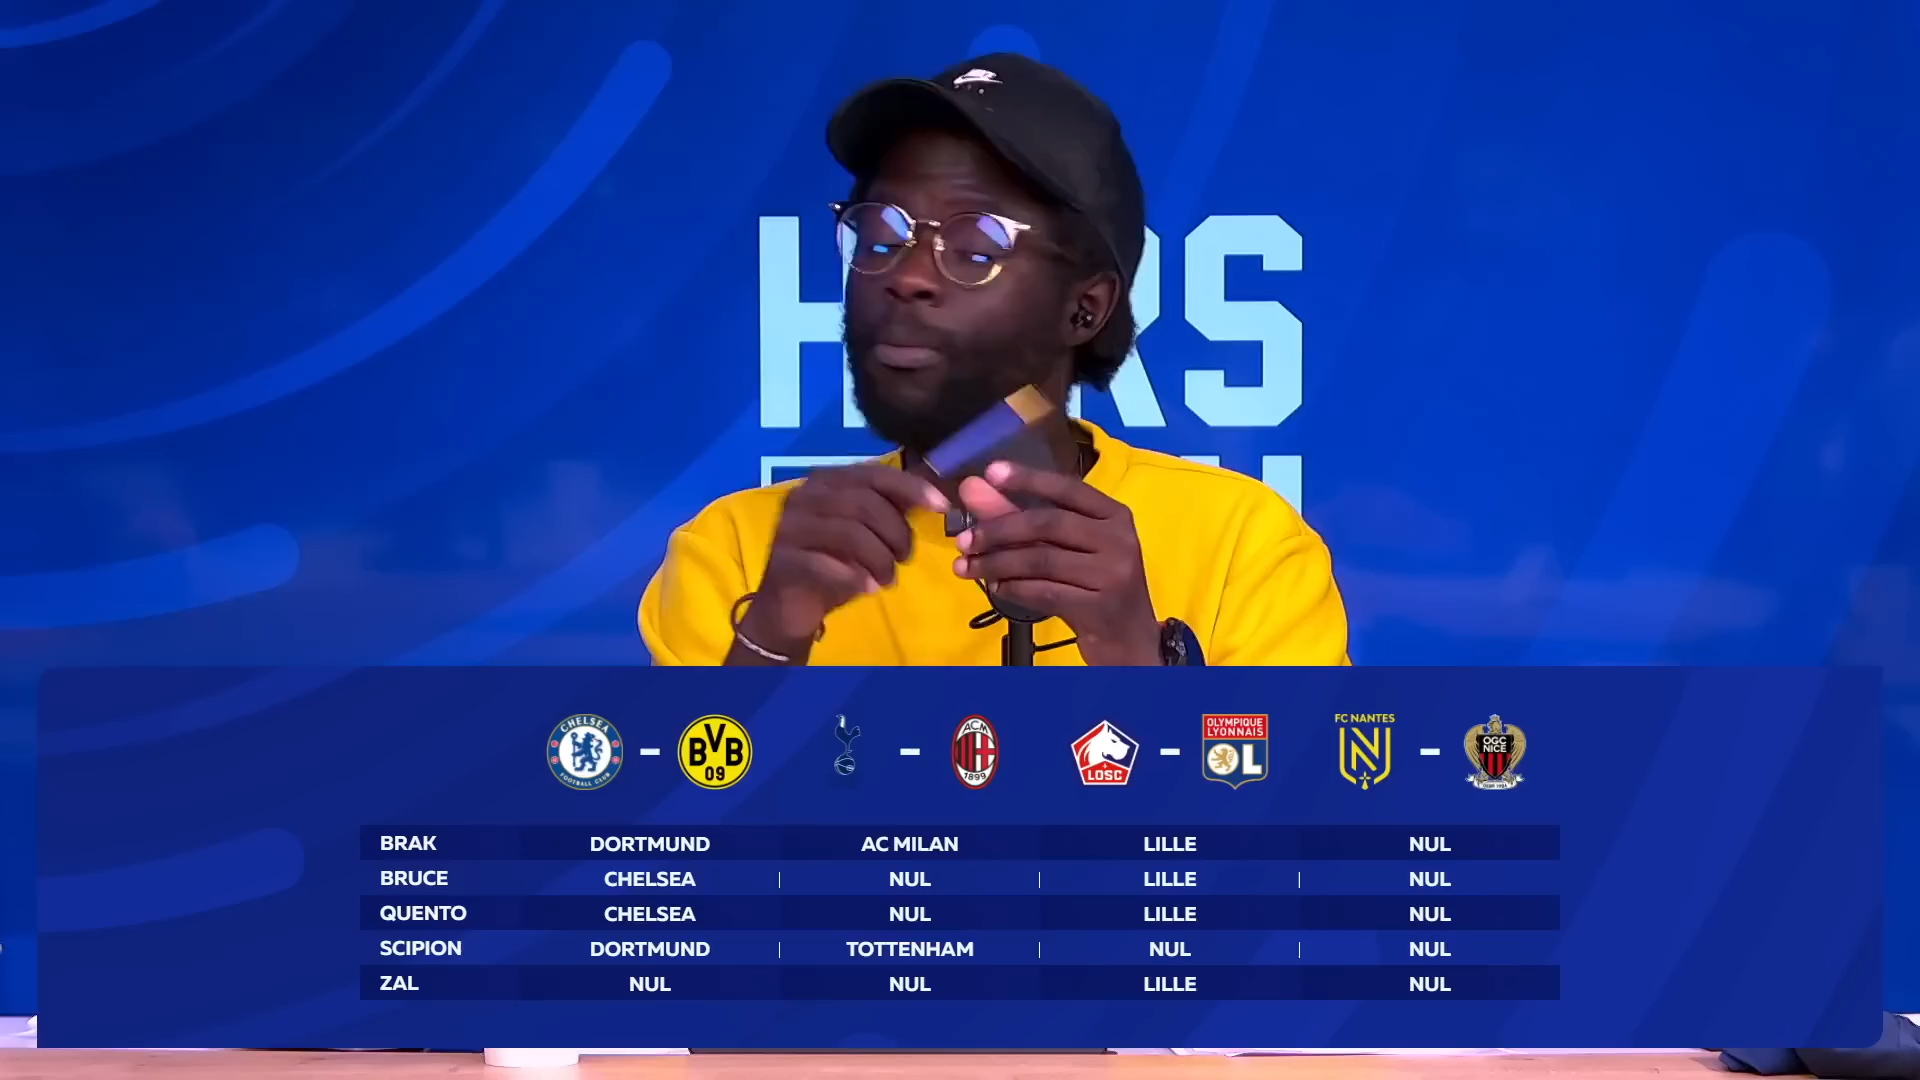 H RS
CHELSEA
FOOTBALL CLUB
-
BVB
09
-
ACM
1899
LOSC
-
OLYMPIQUE
LYONNAIS
OL
FC NANTES
N
-
OGC
NICE
BRAK DORTMUND AC MILAN LILLE NUL
BRUCE CHELSEA NUL LILLE NUL
QUENTO CHELSEA NUL LILLE NUL
SCIPION DORTMUND TOTTENHAM NUL NUL
ZAL NUL NUL LILLE NUL